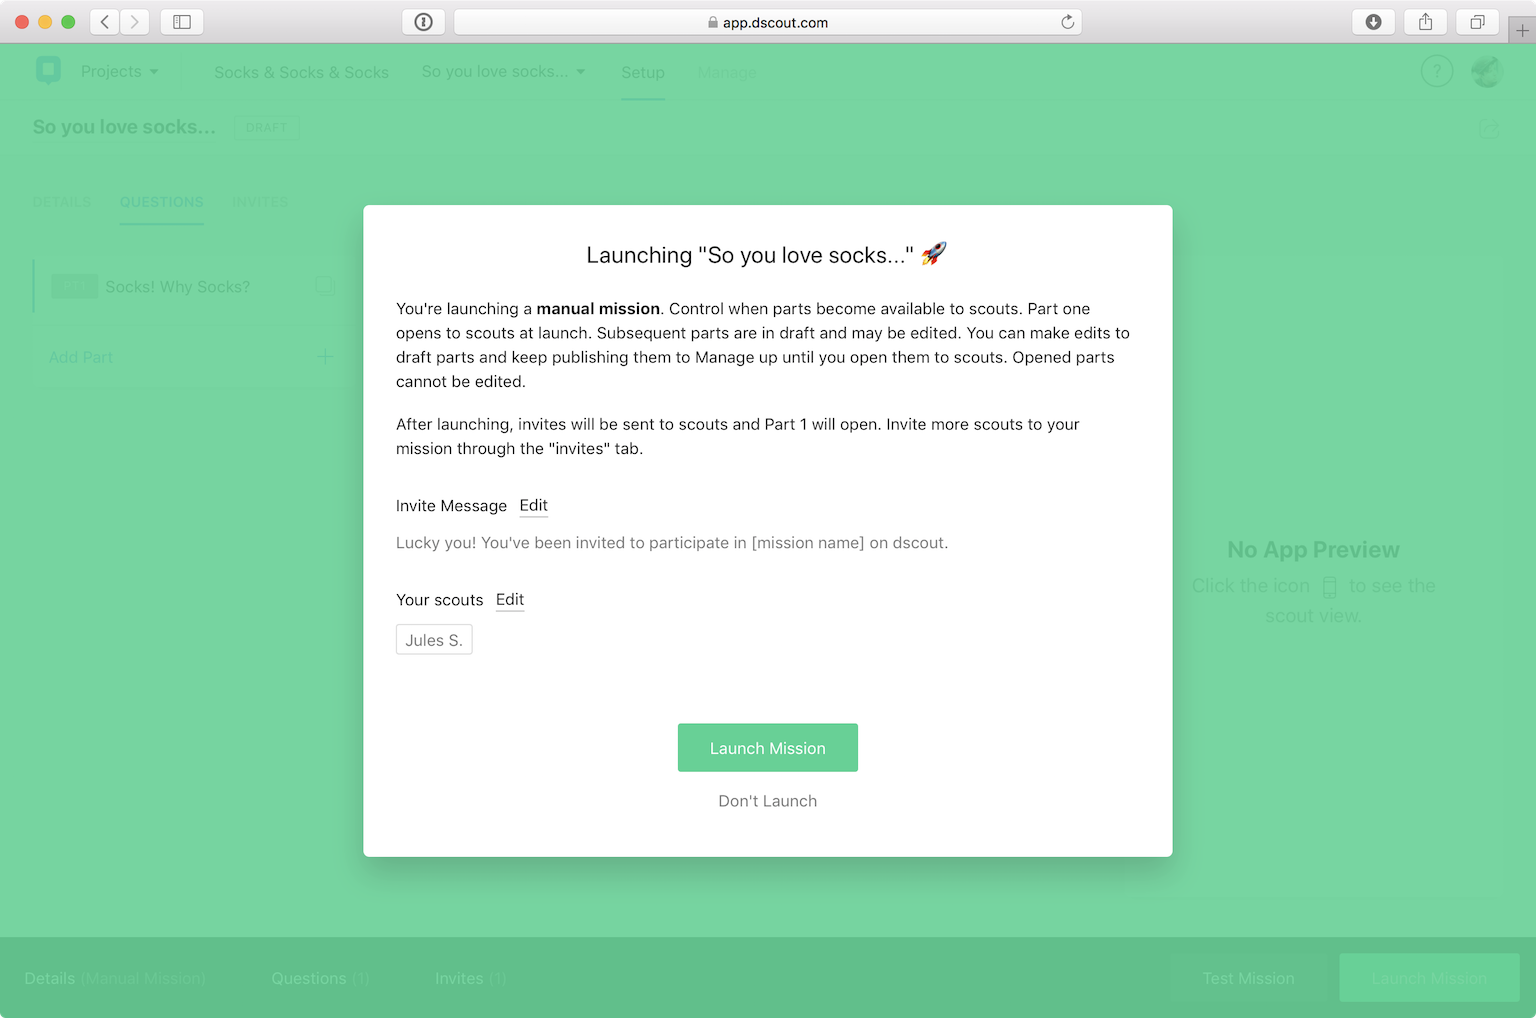 app.dscout.com
Projects
Socks & Socks & Socks
So you love socks...
Setup
Manage
?
So you love socks...
DRAFT
DETAILS
QUESTIONS
INVITES
Socks! Why Socks?
Add Part
Launching "So you love socks..." 🚀
You're launching a manual mission. Control when parts become available to scouts. Part one
opens to scouts at launch. Subsequent parts are in draft and may be edited. You can make edits to
draft parts and keep publishing them to Manage up until you open them to scouts. Opened parts
cannot be edited.
After launching, invites will be sent to scouts and Part 1 will open. Invite more scouts to your
mission through the "invites" tab.
Invite Message Edit
Lucky you! You've been invited to participate in [mission name] on dscout.
Your scouts Edit
Jules S.
Launch Mission
Don't Launch
No App Preview
Click the icon to see the
scout view.
Details (Manual Mission)
Questions (1)
Invites (1)
Test Mission
Launch Mission